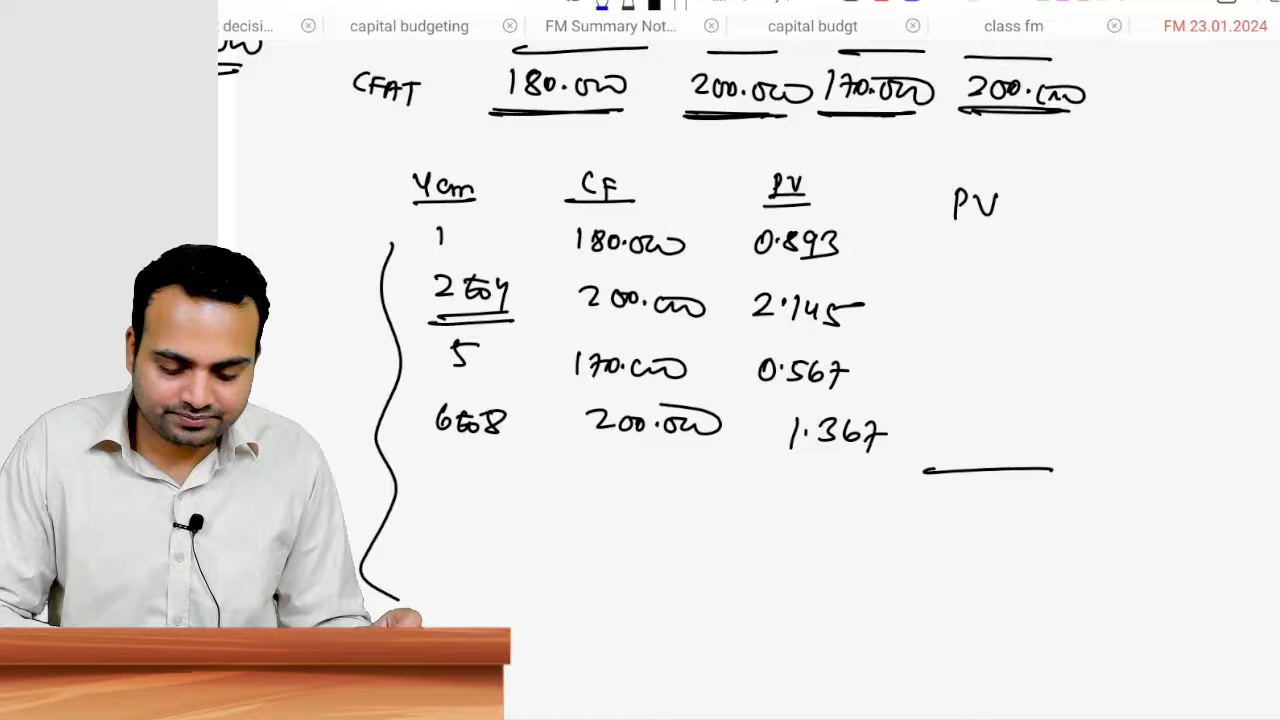 t decisi...
capital budgeting
FM Summary Not...
capital budgt
class fm
FM 23.01.2024
CFAT 180.000 200.000 170.000 200.000
Year CF PV PV
1 180.000 0.893
2 to 4 200.000 2.145
5 170.000 0.567
6 to 8 200.000 1.367